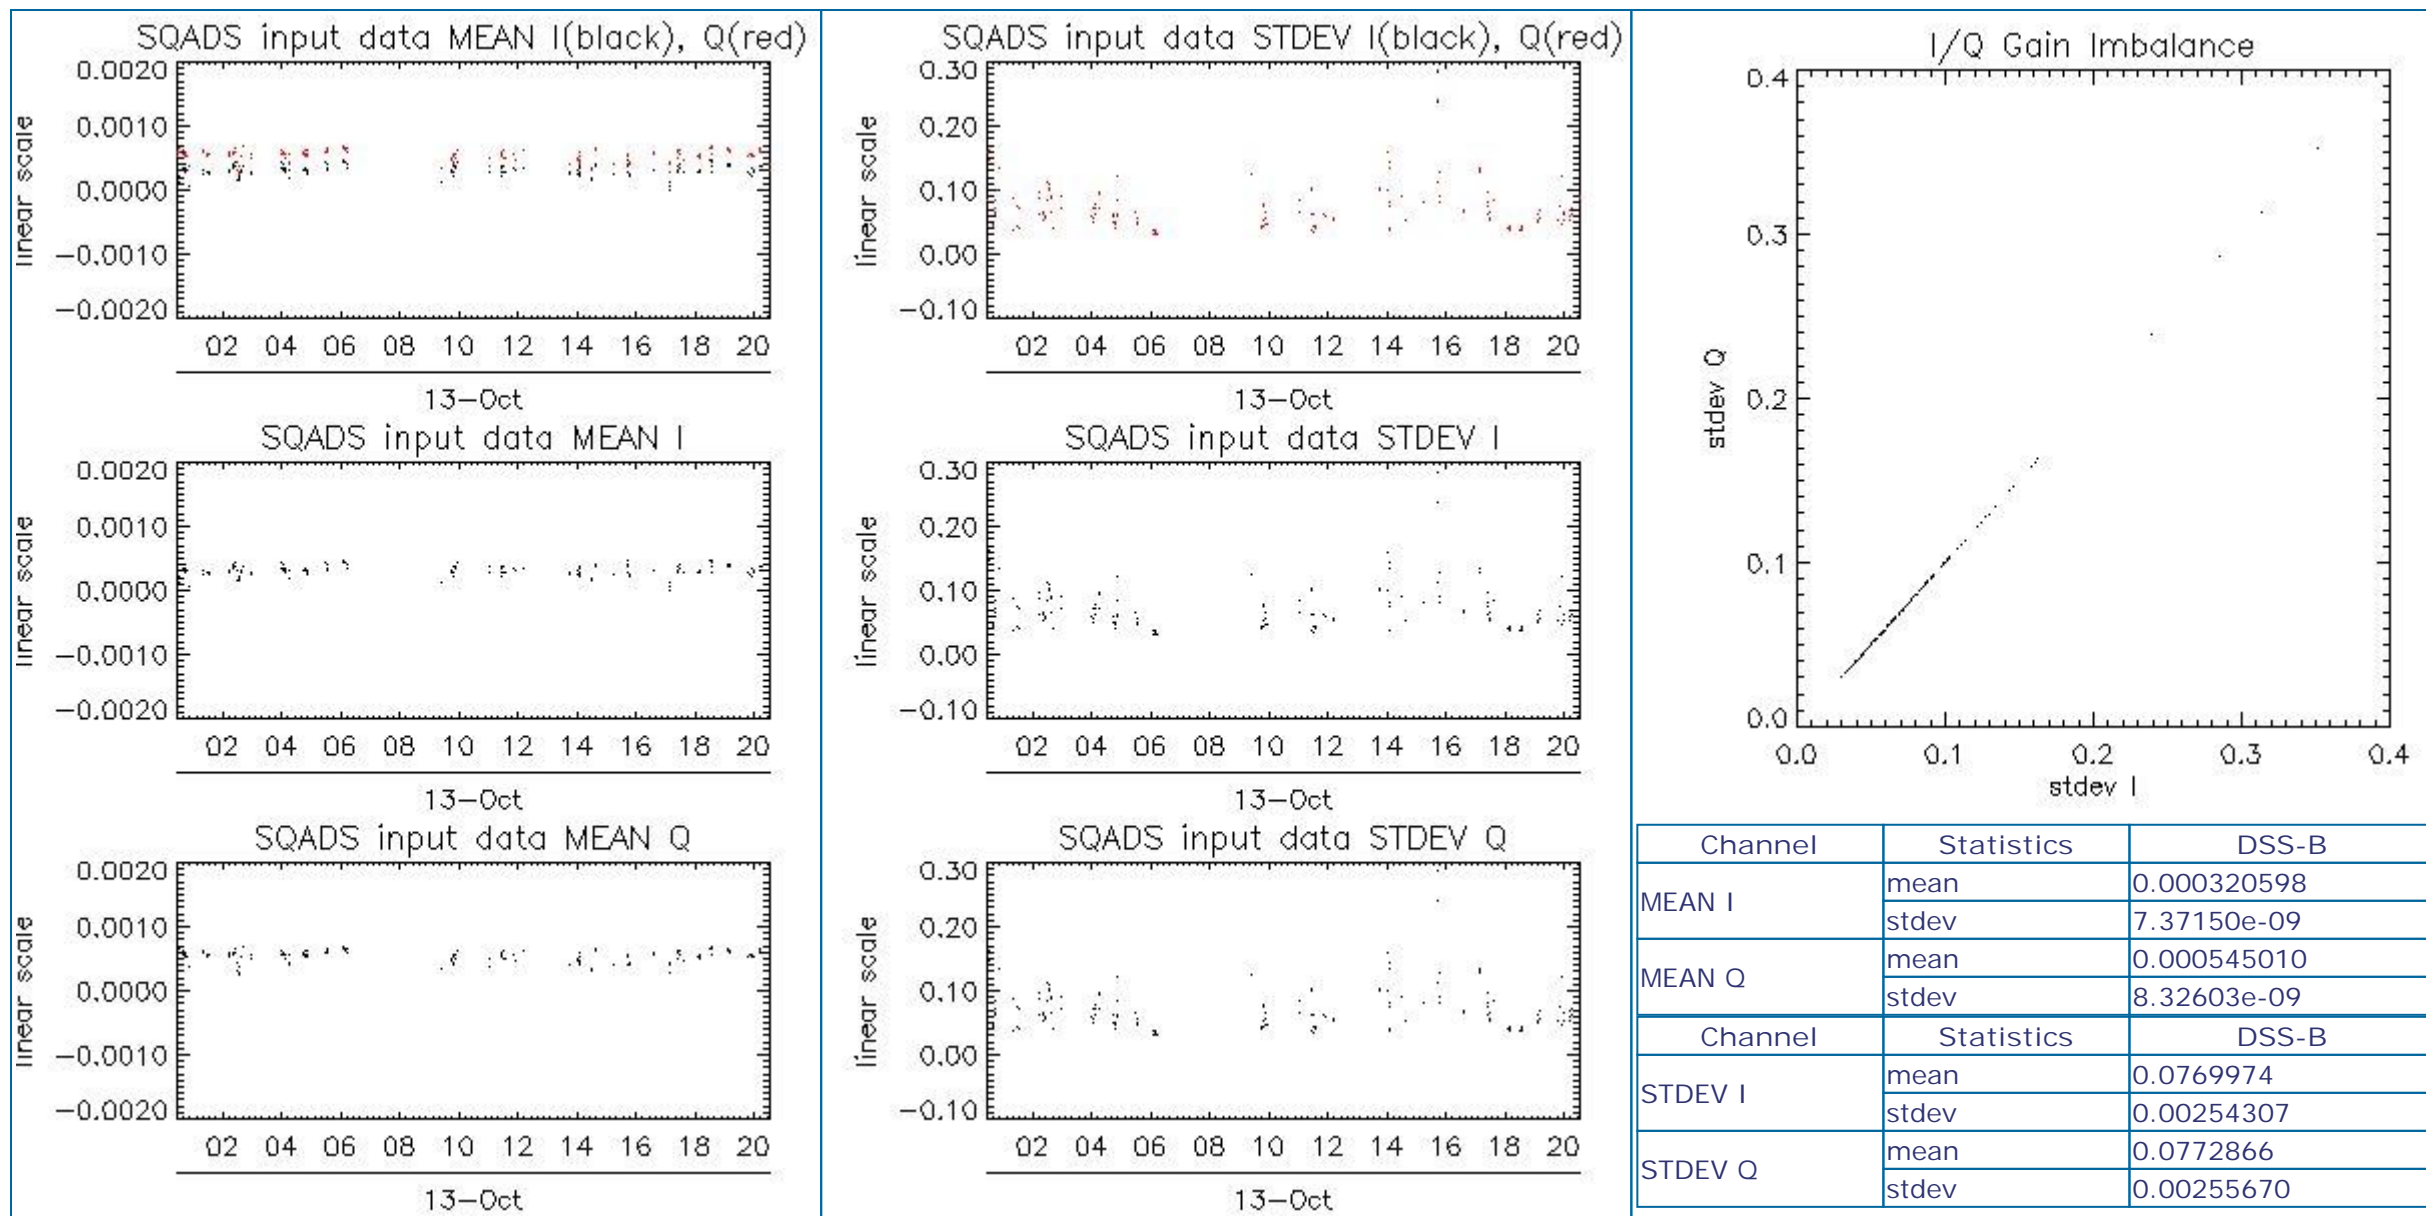 SQADS input data MEAN I(black), Q(red)
linear scale
0.0020
0.0010
0.0000
−0.0010
−0.0020
02 04 06 08 10 12 14 16 18 20
13−Oct
SQADS input data MEAN I
linear scale
0.0020
0.0010
0.0000
−0.0010
−0.0020
02 04 06 08 10 12 14 16 18 20
13−Oct
SQADS input data MEAN Q
linear scale
0.0020
0.0010
0.0000
−0.0010
−0.0020
02 04 06 08 10 12 14 16 18 20
13−Oct
SQADS input data STDEV I(black), Q(red)
linear scale
0.30
0.20
0.10
0.00
−0.10
02 04 06 08 10 12 14 16 18 20
13−Oct
SQADS input data STDEV I
linear scale
0.30
0.20
0.10
0.00
−0.10
02 04 06 08 10 12 14 16 18 20
13−Oct
SQADS input data STDEV Q
linear scale
0.30
0.20
0.10
0.00
−0.10
02 04 06 08 10 12 14 16 18 20
13−Oct
I/Q Gain Imbalance
stdev Q
0.4
0.3
0.2
0.1
0.0
0.0 0.1 0.2 0.3 0.4
stdev I
Channel Statistics DSS-B
MEAN I mean 0.000320598
stdev 7.37150e-09
MEAN Q mean 0.000545010
stdev 8.32603e-09
Channel Statistics DSS-B
STDEV I mean 0.0769974
stdev 0.00254307
STDEV Q mean 0.0772866
stdev 0.00255670